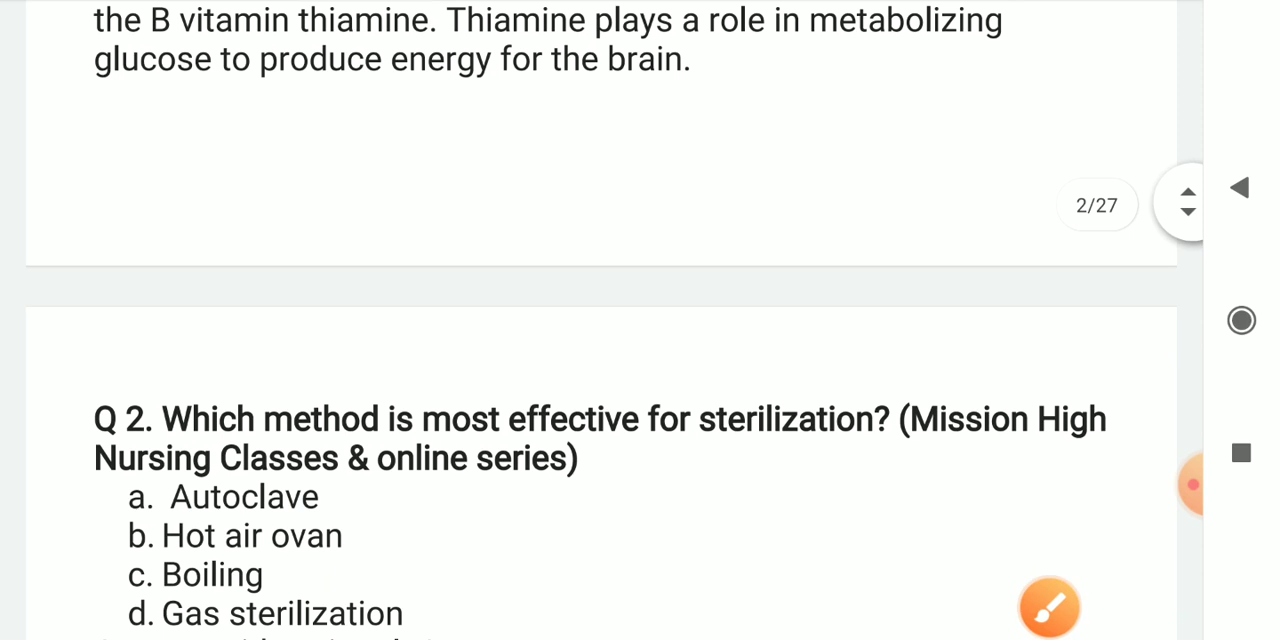 the B vitamin thiamine. Thiamine plays a role in metabolizing
glucose to produce energy for the brain.
2/27
Q 2. Which method is most effective for sterilization? (Mission High
Nursing Classes & online series)
a. Autoclave
b. Hot air ovan
c. Boiling
d. Gas sterilization